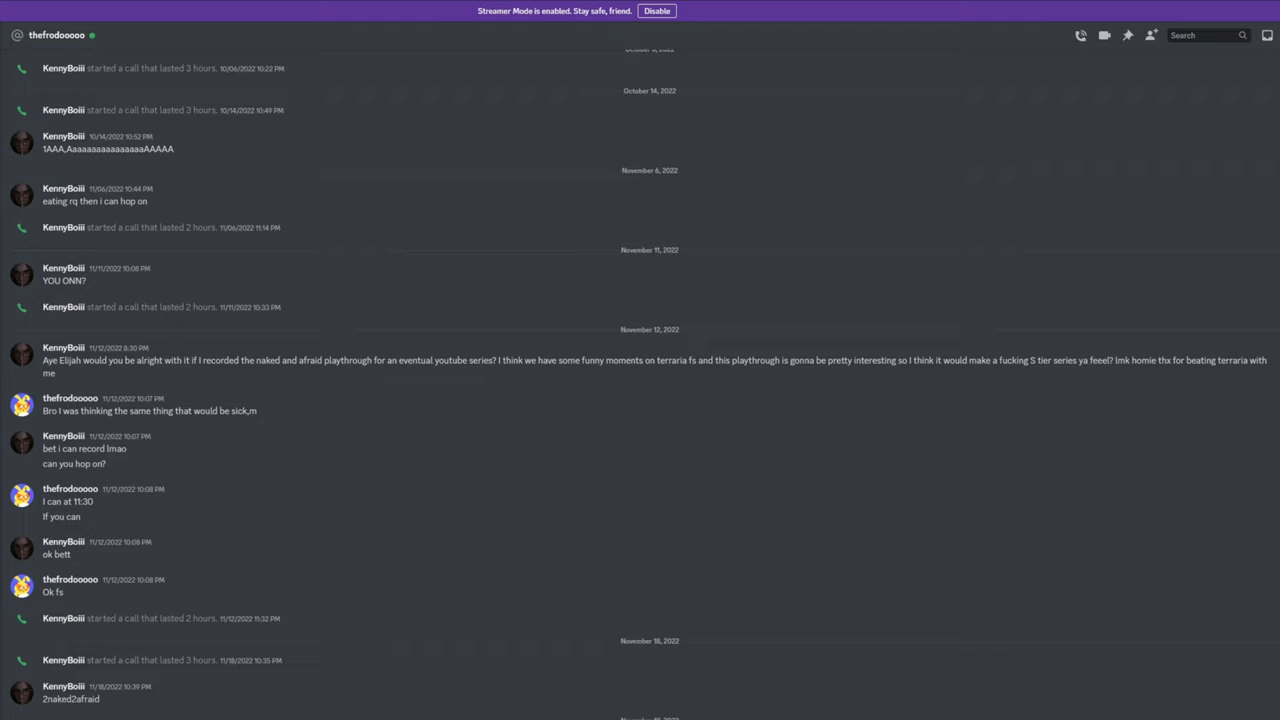 Streamer Mode is enabled. Stay safe, friend. Disable
@ thefrodooooo
Search
October 6, 2022
KennyBoiii started a call that lasted 3 hours. 10/06/2022 10:22 PM
October 14, 2022
KennyBoiii started a call that lasted 3 hours. 10/14/2022 10:49 PM
KennyBoiii 10/14/2022 10:52 PM
1AAA,AaaaaaaaaaaaaaaaAAAAA
November 6, 2022
KennyBoiii 11/06/2022 10:44 PM
eating rq then i can hop on
KennyBoiii started a call that lasted 2 hours. 11/06/2022 11:14 PM
November 11, 2022
KennyBoiii 11/11/2022 10:08 PM
YOU ONN?
KennyBoiii started a call that lasted 2 hours. 11/11/2022 10:33 PM
November 12, 2022
KennyBoiii 11/12/2022 8:30 PM
Aye Elijah would you be alright with it if I recorded the naked and afraid playthrough for an eventual youtube series? I think we have some funny moments on terraria fs and this playthrough is gonna be pretty interesting so I think it would make a fucking S tier series ya feeel? lmk homie thx for beating terraria with
me
thefrodooooo 11/12/2022 10:07 PM
Bro I was thinking the same thing that would be sick,m
KennyBoiii 11/12/2022 10:07 PM
bet i can record lmao
can you hop on?
thefrodooooo 11/12/2022 10:08 PM
I can at 11:30
If you can
KennyBoiii 11/12/2022 10:08 PM
ok bett
thefrodooooo 11/12/2022 10:08 PM
Ok fs
KennyBoiii started a call that lasted 2 hours. 11/12/2022 11:32 PM
November 18, 2022
KennyBoiii started a call that lasted 3 hours. 11/18/2022 10:35 PM
KennyBoiii 11/18/2022 10:39 PM
2naked2afraid